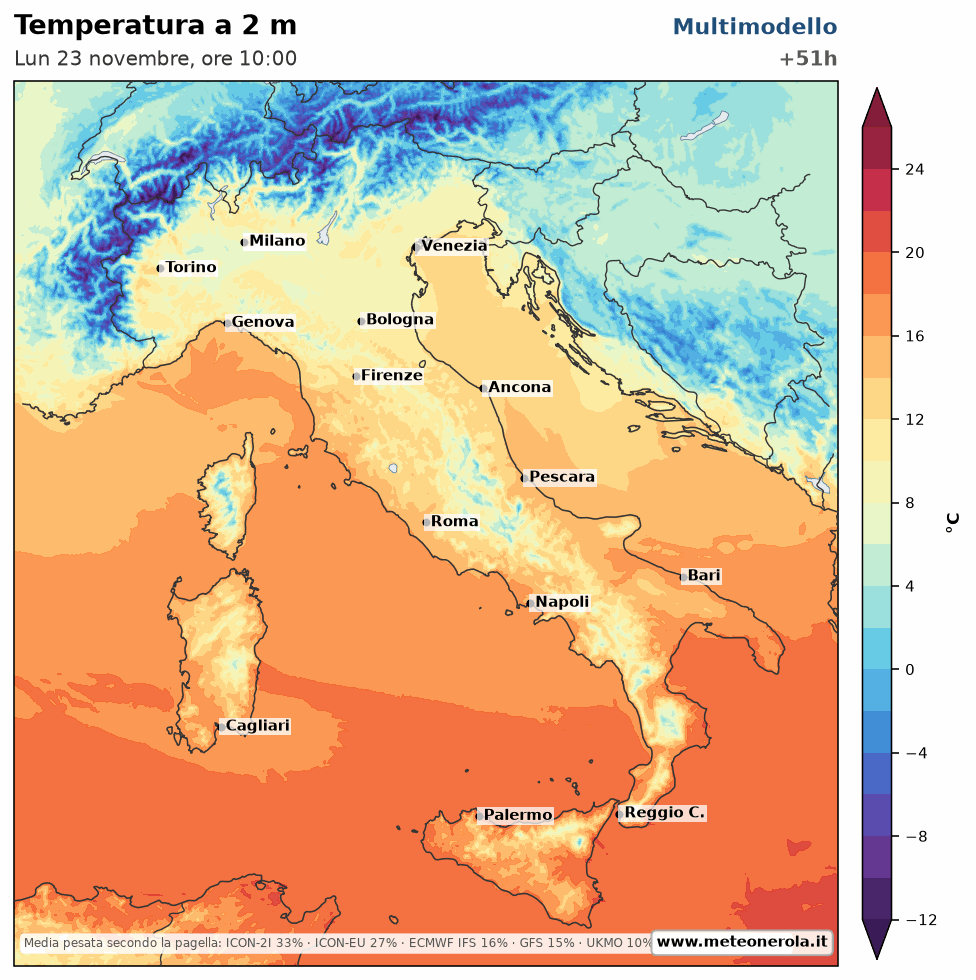 Temperatura a 2 m
Multimodello
Lun 23 novembre, ore 10:00
+51h
Milano
Venezia
Torino
Genova
Bologna
Firenze
Ancona
Pescara
Roma
Bari
Napoli
Cagliari
Palermo
Reggio C.
24
20
16
12
8
4
0
−4
−8
−12
°C
Media pesata secondo la pagella: ICON-2I 33% · ICON-EU 27% · ECMWF IFS 16% · GFS 15% · UKMO 10%
www.meteonerola.it